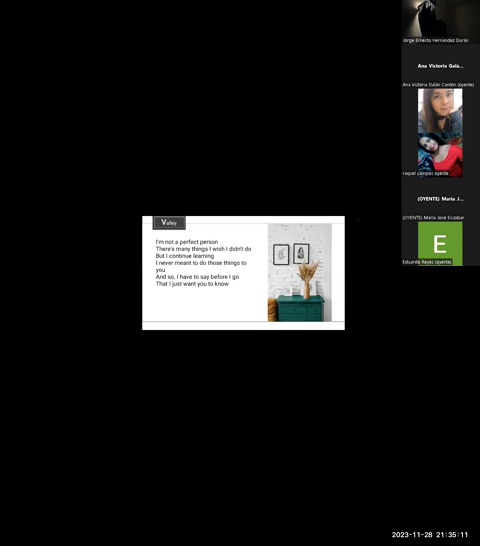 Jorge Ernesto Hernández Durán
Ana Victoria Galá...
Ana Victoria Galán Cantón (oyente)
raquel campos oyente
(OYENTE) María J...
(OYENTE) María José Escobar
E
Eduardo Rayes (oyente)
Valley
I'm not a perfect person
There's many things I wish I didn't do
But I continue learning
I never meant to do those things to
you
And so, I have to say before I go
That I just want you to know
2023-11-28 21:35:11